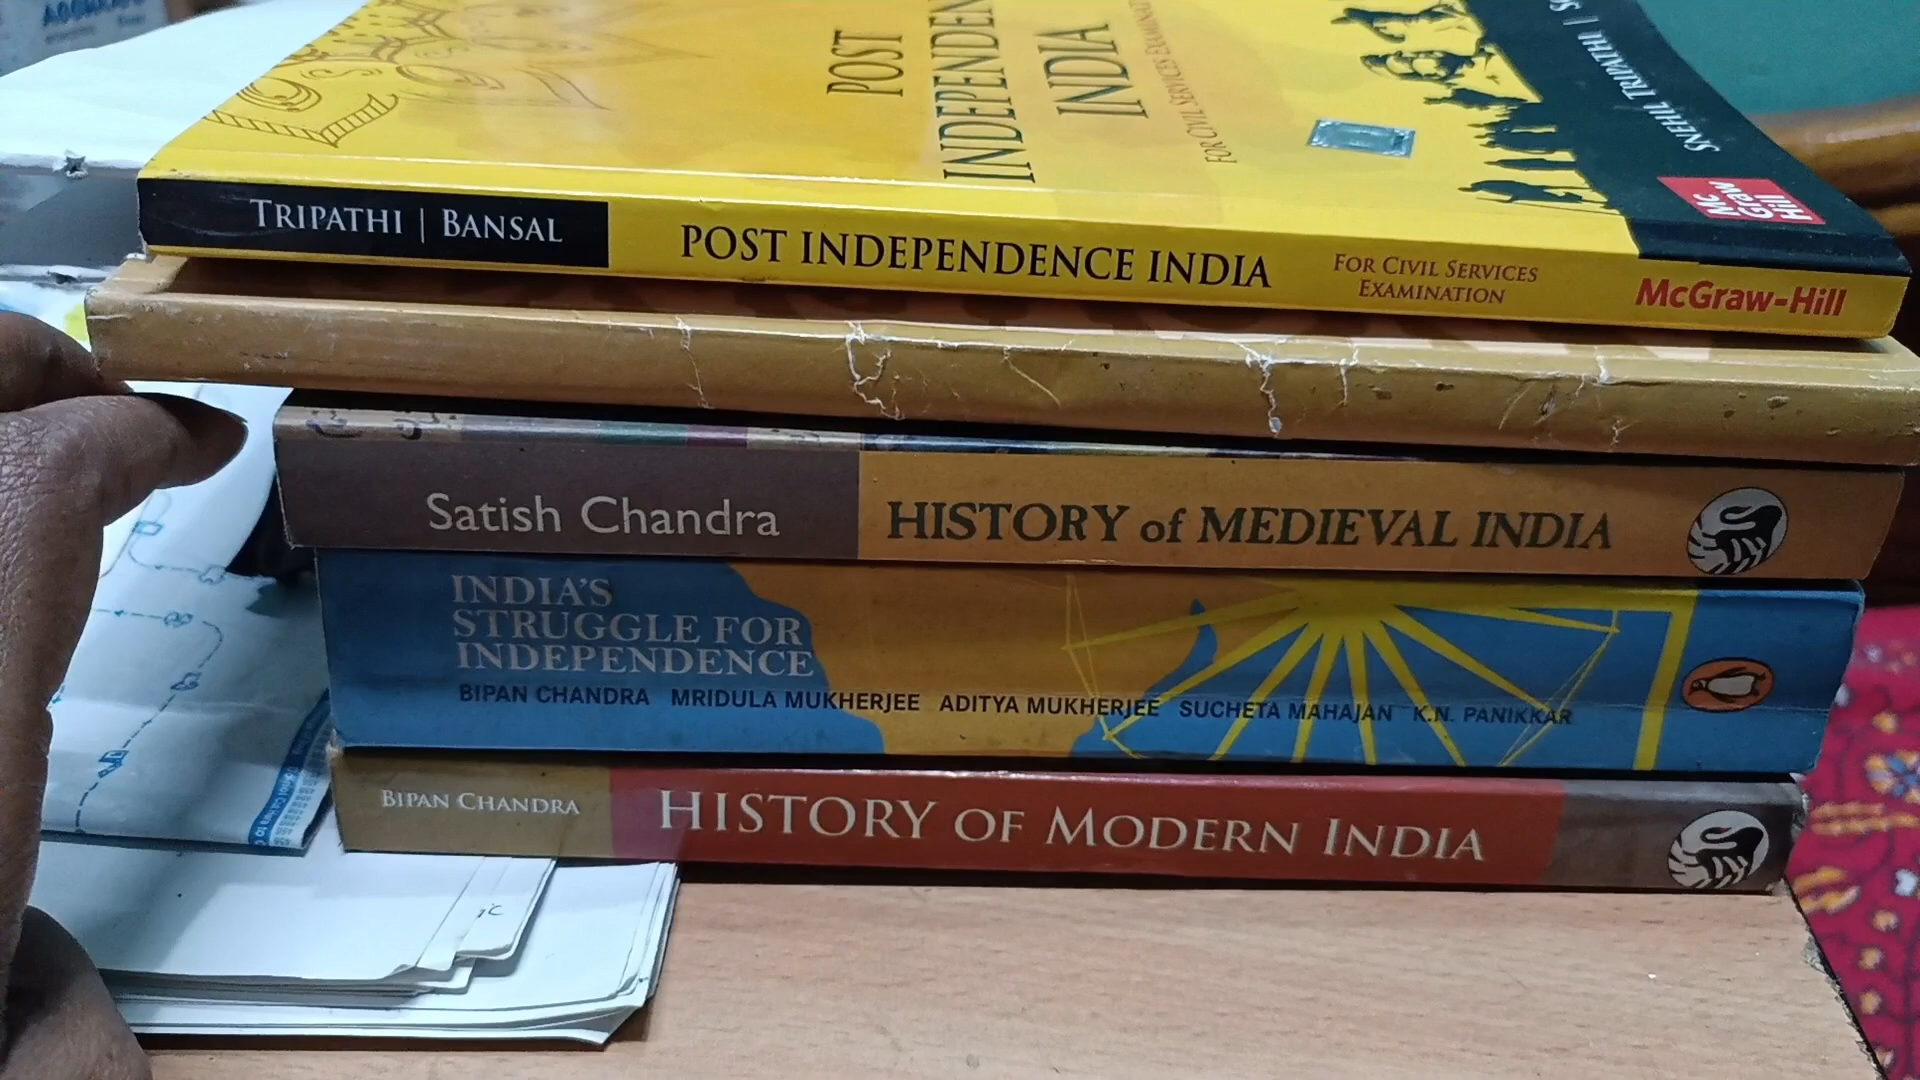 POST
INDEPENDEN
INDIA
FOR CIVIL SERVICES EXAMINAT
SNEHIL TRIPATHI |
Mc
Graw
Hill
TRIPATHI | BANSAL
POST INDEPENDENCE INDIA
FOR CIVIL SERVICES
EXAMINATION
McGraw-Hill
Satish Chandra
HISTORY of MEDIEVAL INDIA
INDIA'S
STRUGGLE FOR
INDEPENDENCE
BIPAN CHANDRA MRIDULA MUKHERJEE ADITYA MUKHERJEE SUCHETA MAHAJAN K.N. PANIKKAR
BIPAN CHANDRA
HISTORY OF MODERN INDIA